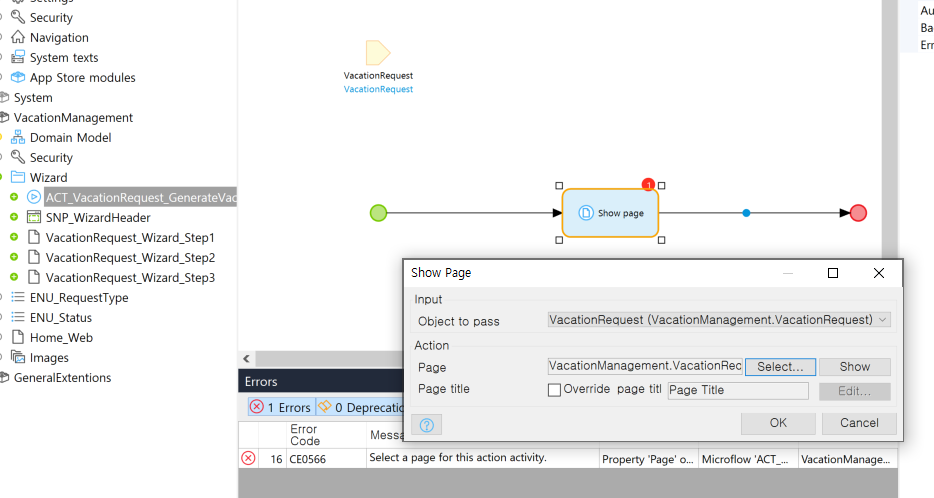 Settings
Security
Navigation
System texts
App Store modules
System
VacationManagement
Domain Model
Security
Wizard
ACT_VacationRequest_GenerateVac
SNP_WizardHeader
VacationRequest_Wizard_Step1
VacationRequest_Wizard_Step2
VacationRequest_Wizard_Step3
ENU_RequestType
ENU_Status
Home_Web
Images
GeneralExtentions
VacationRequest
VacationRequest
1
Show page
Au
Ba
Err
Show Page
Input
Object to pass
VacationRequest (VacationManagement.VacationRequest)
Action
Page
VacationManagement.VacationRec
Select...
Show
Page title
Override page titl
Page Title
Edit...
?
OK
Cancel
Errors
1 Errors
0 Deprecatic
Error Code
Messa
16
CE0566
Select a page for this action activity.
Property 'Page' o...
Microflow 'ACT_...
VacationManage...